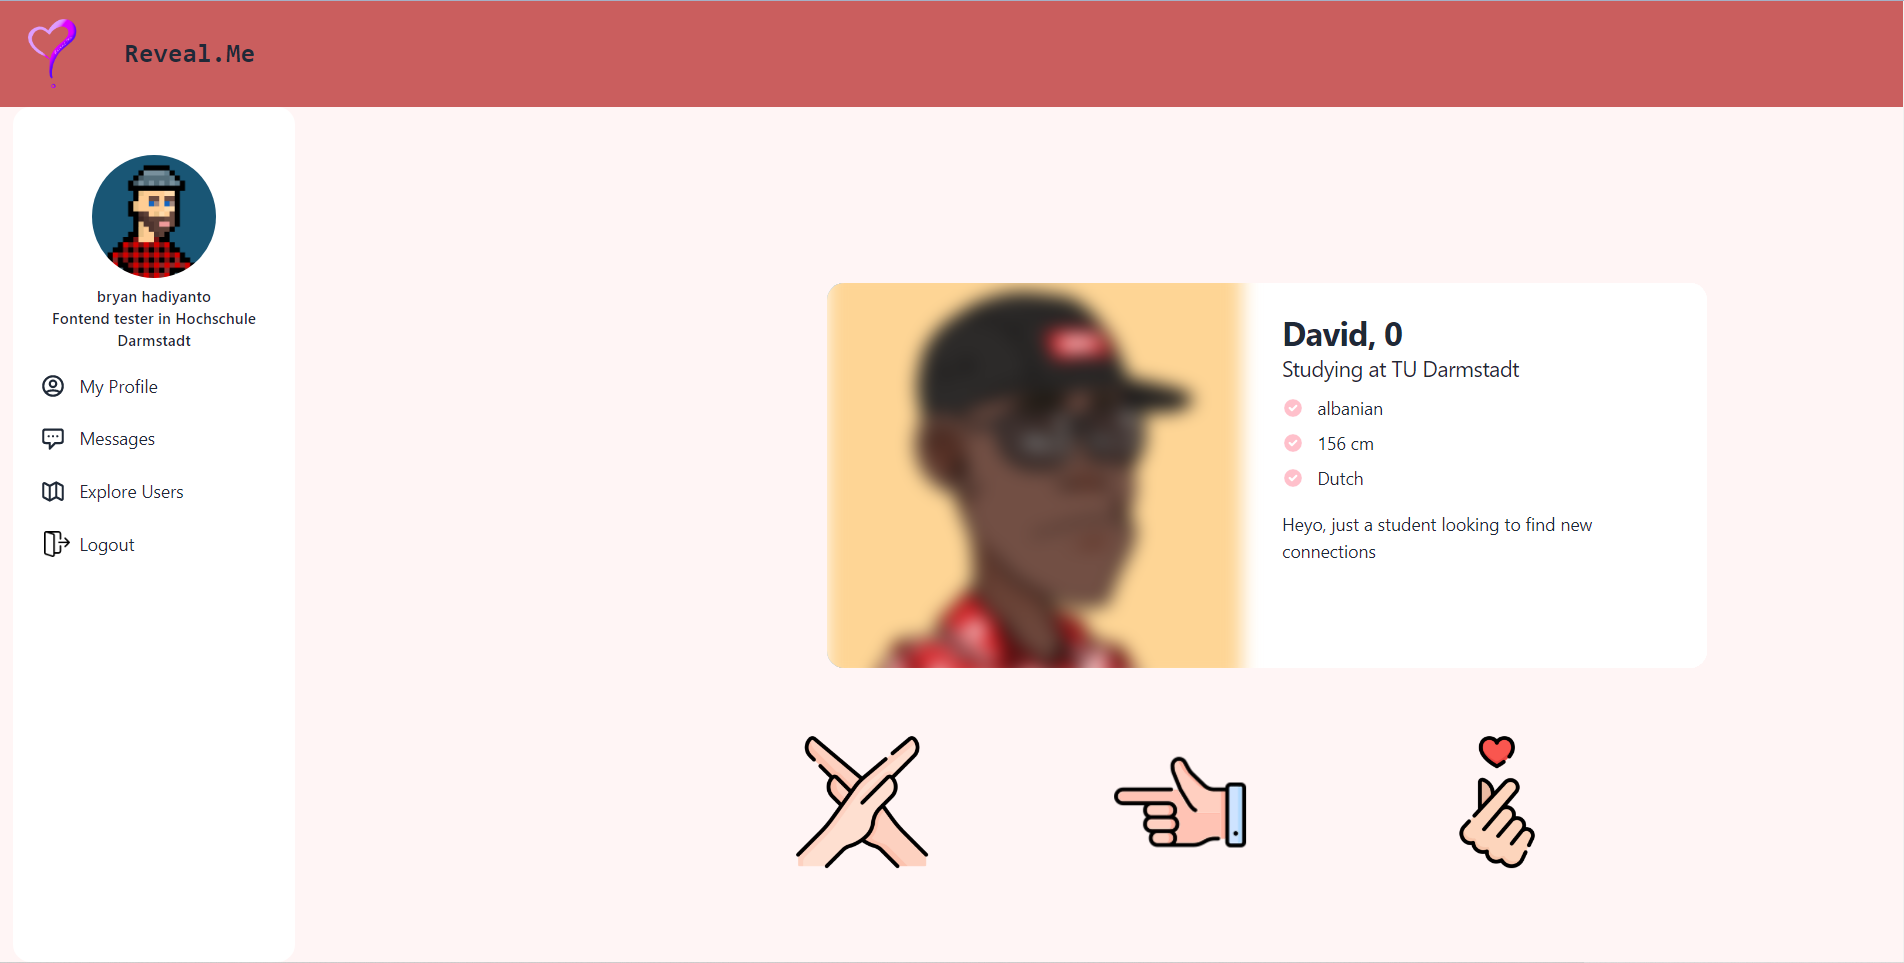 Reveal.Me
bryan hadiyanto
Fontend tester in Hochschule
Darmstadt
My Profile
Messages
Explore Users
Logout
David, 0
Studying at TU Darmstadt
albanian
156 cm
Dutch
Heyo, just a student looking to find new
connections